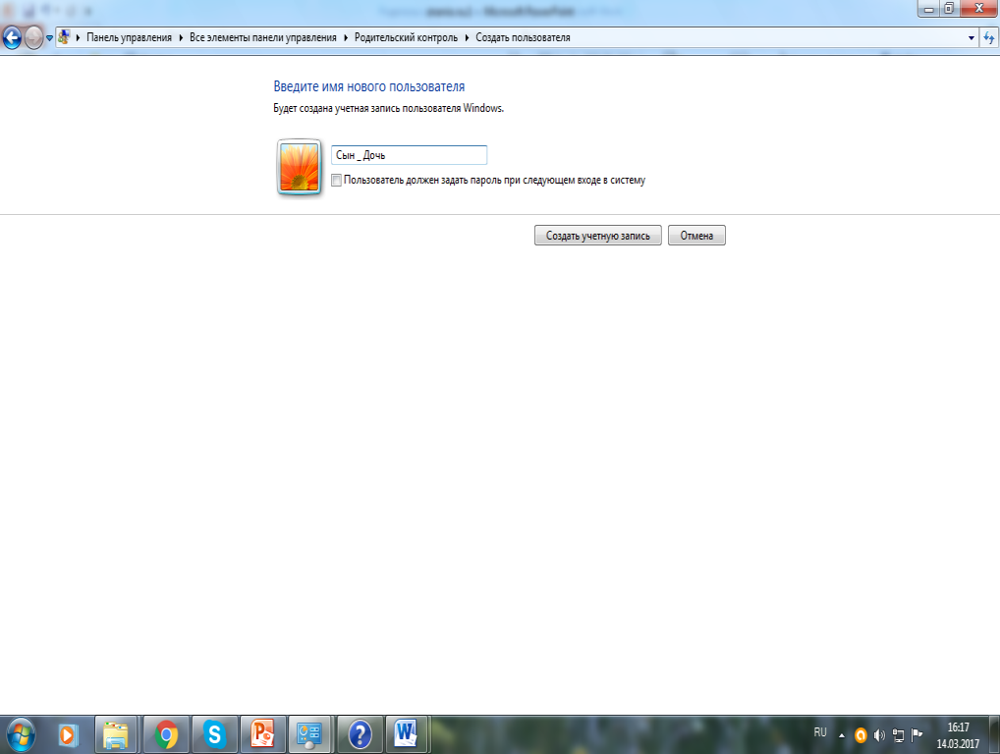 Панель управления ▸ Все элементы панели управления ▸ Родительский контроль ▸ Создать пользователя
Введите имя нового пользователя
Будет создана учетная запись пользователя Windows.
Сын _ Дочь
Пользователь должен задать пароль при следующем входе в систему
Создать учетную запись
Отмена
RU
16:17
14.03.2017